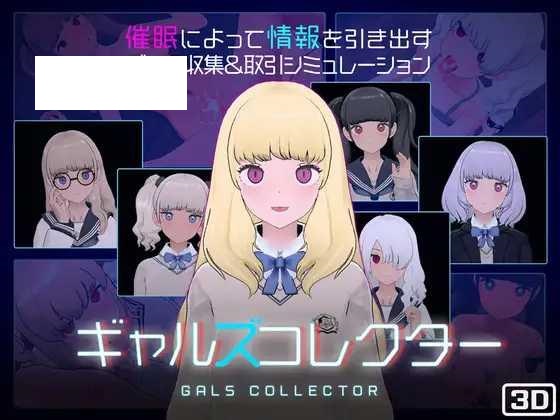 催眠によって情報を引き出す
収集&取引シミュレーション
ギャルズコレクター
GALS COLLECTOR
3D